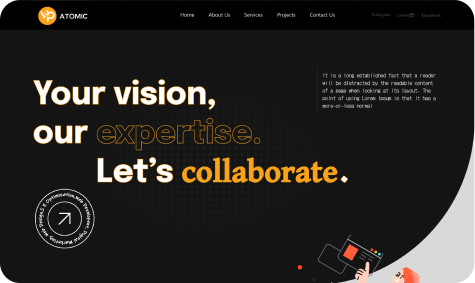 ATOMIC
Home About Us Services Projects Contact Us
Instagram LinkedIN facebook
It is a long established fact that a reader
will be distracted by the readable content
of a page when looking at its layout. The
point of using Lorem Ipsum is that it has a
more-or-less normal
Your vision,
our expertise.
Let's collaborate.